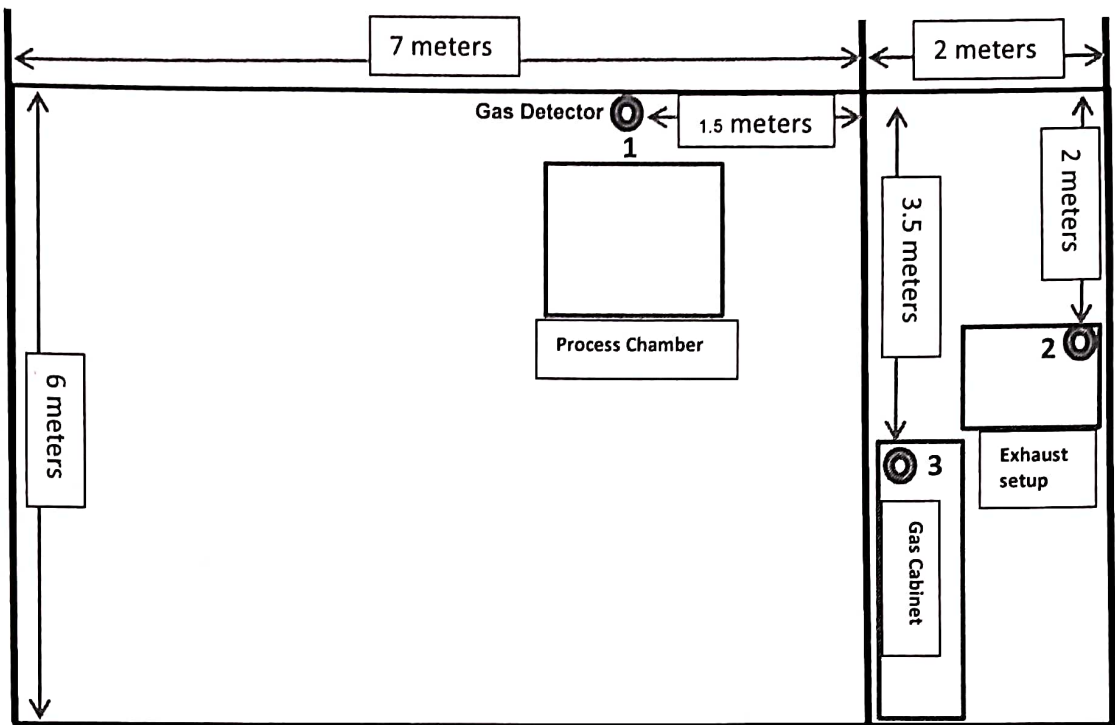 7 meters
2 meters
Gas Detector
1.5 meters
1
2 meters
3.5 meters
Process Chamber
2
6 meters
3
Exhaust
setup
Gas Cabinet